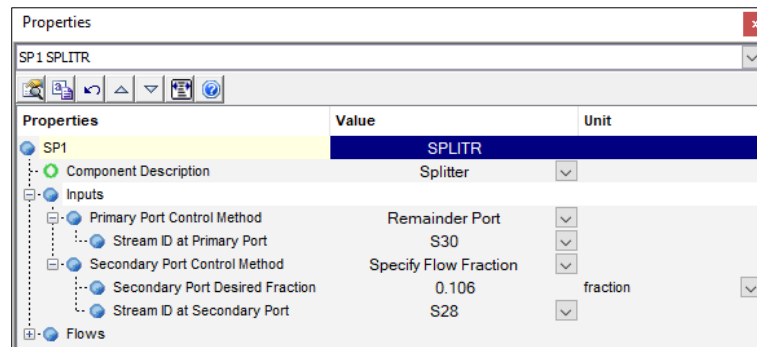 Properties
SP1 SPLITR
Properties Value Unit
SP1 SPLITR
Component Description Splitter
Inputs
Primary Port Control Method Remainder Port
Stream ID at Primary Port S30
Secondary Port Control Method Specify Flow Fraction
Secondary Port Desired Fraction 0.106 fraction
Stream ID at Secondary Port S28
Flows